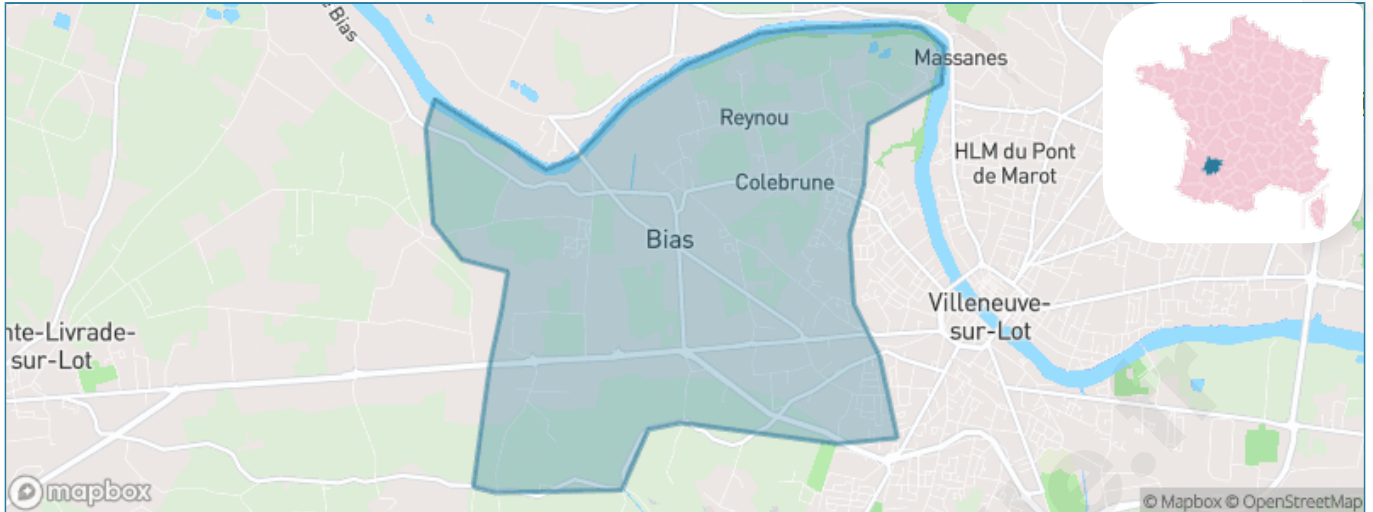 Bias
Massanes
Reynou
HLM du Pont
de Marot
Colebrune
Bias
Villeneuve-
sur-Lot
nte-Livrade-
sur-Lot
mapbox
© Mapbox © OpenStreetMap